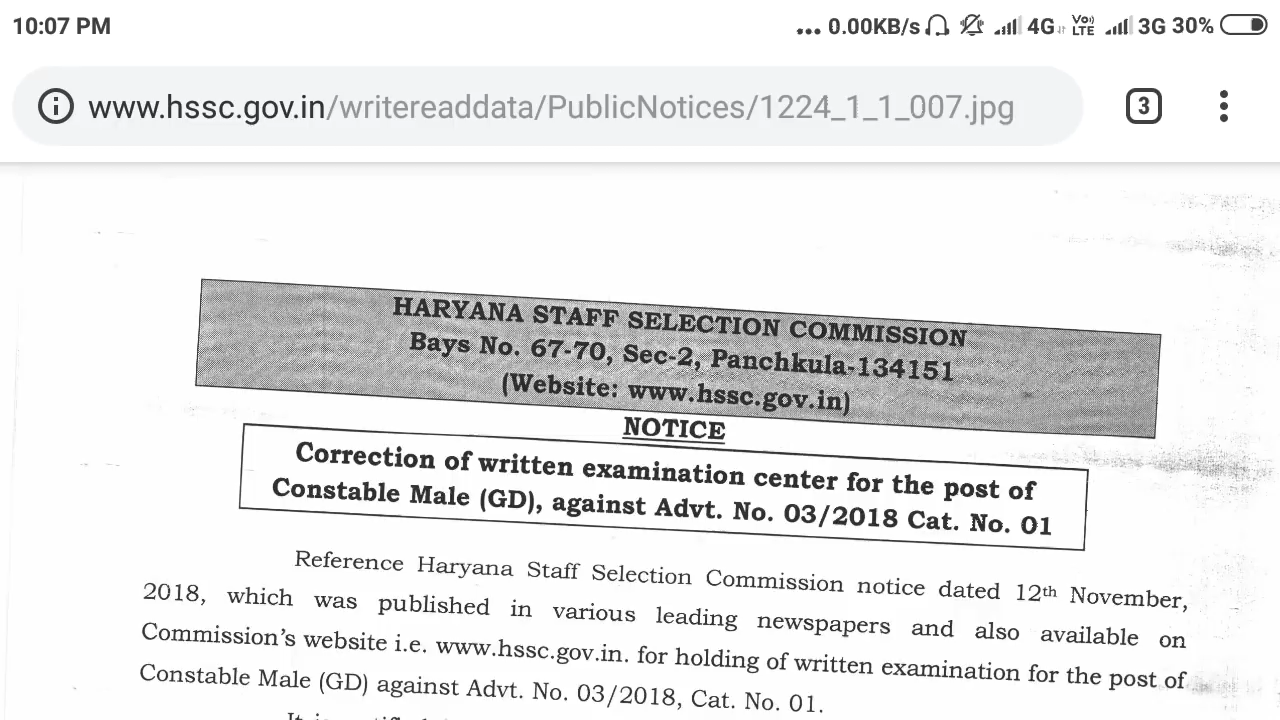 10:07 PM
... 0.00KB/s 4G VoLTE 3G 30%
www.hssc.gov.in/writereaddata/PublicNotices/1224_1_1_007.jpg
3
HARYANA STAFF SELECTION COMMISSION
Bays No. 67-70, Sec-2, Panchkula-134151
(Website: www.hssc.gov.in)
NOTICE
Correction of written examination center for the post of
Constable Male (GD), against Advt. No. 03/2018 Cat. No. 01
Reference Haryana Staff Selection Commission notice dated 12th November,
2018, which was published in various leading newspapers and also available on
Commission's website i.e. www.hssc.gov.in. for holding of written examination for the post of
Constable Male (GD) against Advt. No. 03/2018, Cat. No. 01.
It is